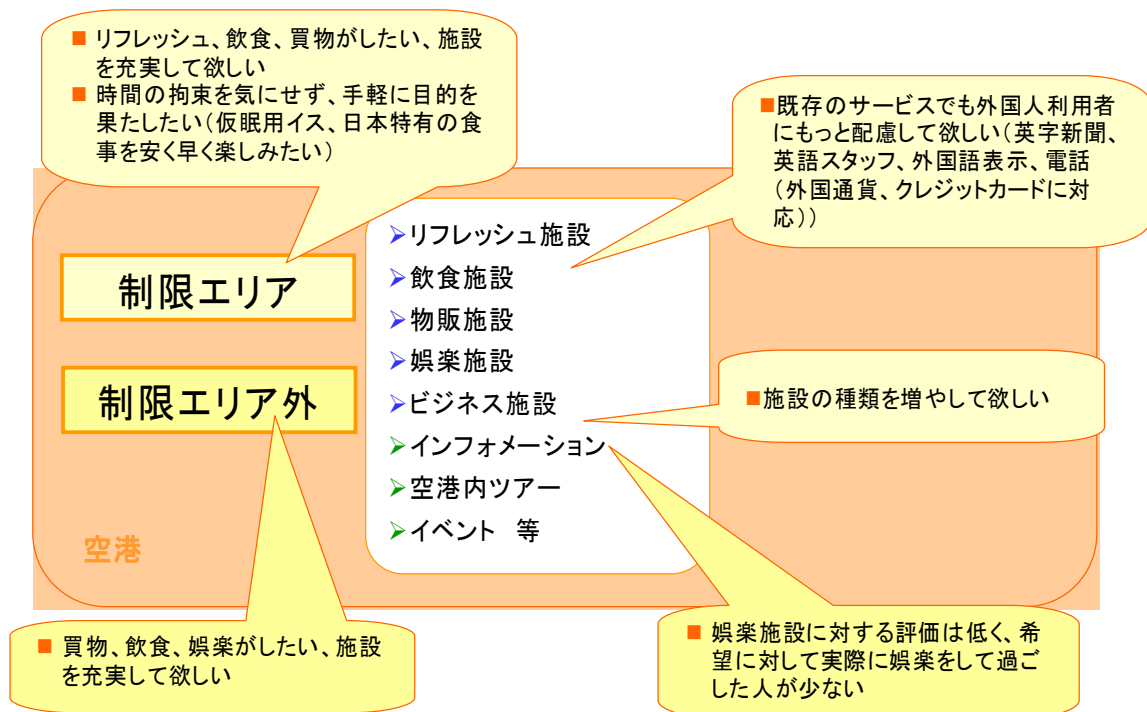 ■ リフレッシュ、飲食、買物がしたい、施設
を充実して欲しい
■ 時間の拘束を気にせず、手軽に目的を
果たしたい(仮眠用イス、日本特有の食
事を安く早く楽しみたい)
■既存のサービスでも外国人利用者
にもっと配慮して欲しい(英字新聞、
英語スタッフ、外国語表示、電話
(外国通貨、クレジットカードに対
応))
制限エリア
制限エリア外
➢リフレッシュ施設
➢飲食施設
➢物販施設
➢娯楽施設
➢ビジネス施設
➢インフォメーション
➢空港内ツアー
➢イベント 等
■施設の種類を増やして欲しい
空港
■ 買物、飲食、娯楽がしたい、施設
を充実して欲しい
■ 娯楽施設に対する評価は低く、希
望に対して実際に娯楽をして過ご
した人が少ない